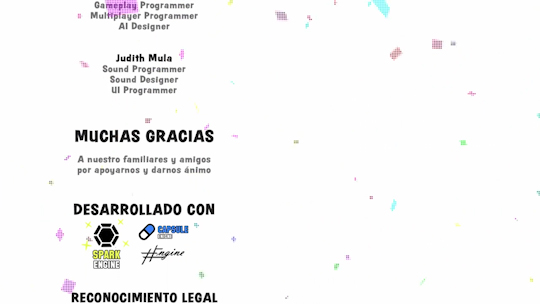 Gameplay Programmer
Multiplayer Programmer
AI Designer
Judith Mula
Sound Programmer
Sound Designer
UI Programmer
MUCHAS GRACIAS
A nuestro familiares y amigos
por apoyarnos y darnos ánimo
DESARROLLADO CON
SPARK
ENGINE
CAPSULE
ENGINE
#ngine
RECONOCIMIENTO LEGAL